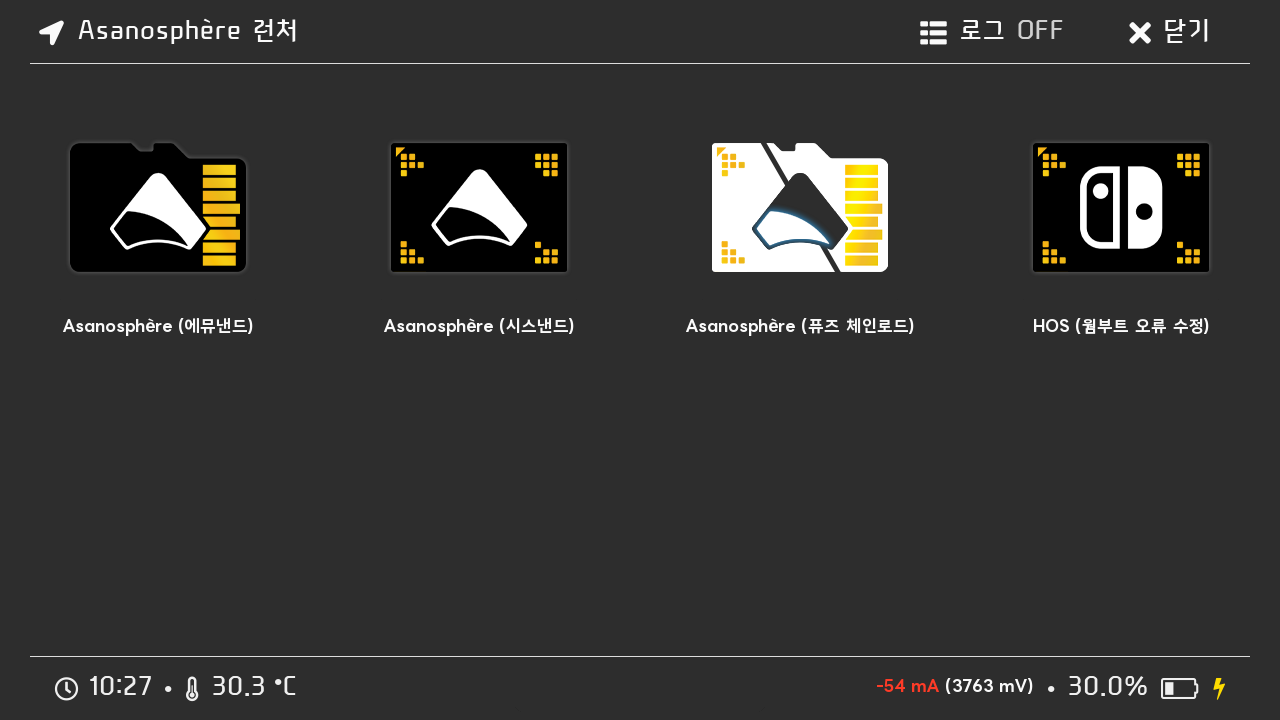 Asanosphère 런처
로그 OFF
닫기
Asanosphère (에뮤낸드)
Asanosphère (시스낸드)
Asanosphère (퓨즈 체인로드)
HOS (웜부트 오류 수정)
10:27 • 30.3 °C
-54 mA (3763 mV) • 30.0%